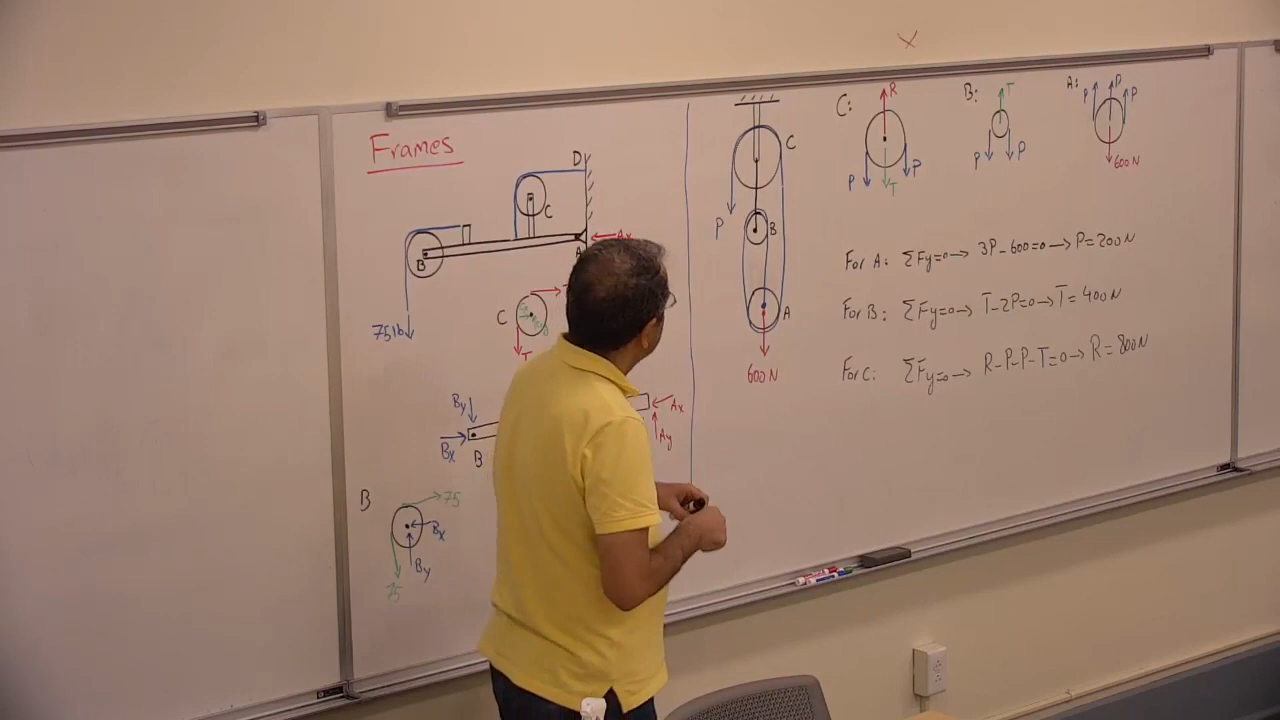 Frames
D
C
B
A
Ax
75 lb
C
T
By
Bx
B
Ax
Ay
B
75
Bx
By
75
C
P
B
A
600 N
C:
R
P
T
P
B:
T
P
P
A:
P
P
P
600N
For A: ΣFy=0→ 3P-600=0→P=200N
For B: ΣFy=0→ T-2P=0→T=400N
For C: ΣFy=0→ R-P-P-T=0→R=800N